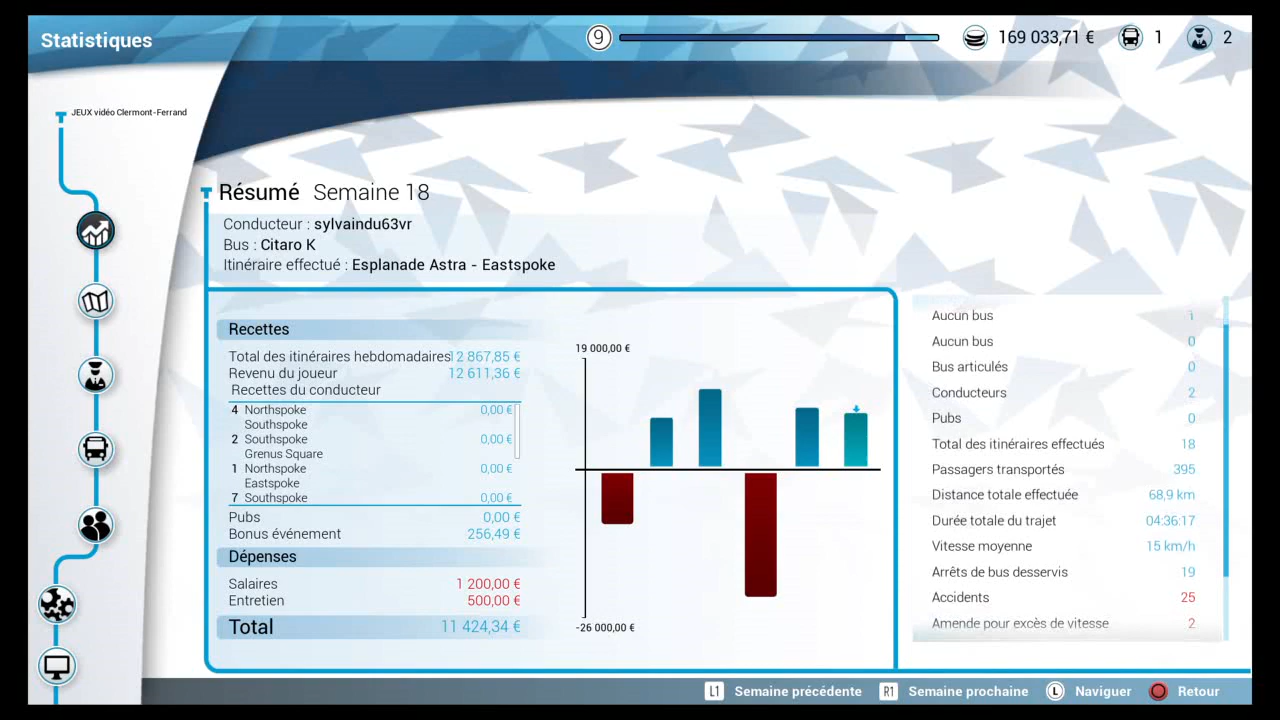 Statistiques
9
169 033,71 €
1
2
JEUX vidéo Clermont-Ferrand
Résumé Semaine 18
Conducteur : sylvaindu63vr
Bus : Citaro K
Itinéraire effectué : Esplanade Astra - Eastspoke
Recettes
Total des itinéraires hebdomadaires 12 867,85 €
Revenu du joueur 12 611,36 €
Recettes du conducteur
4 Northspoke 0,00 €
Southspoke
2 Southspoke 0,00 €
Grenus Square
1 Northspoke 0,00 €
Eastspoke
7 Southspoke 0,00 €
Pubs 0,00 €
Bonus événement 256,49 €
Dépenses
Salaires 1 200,00 €
Entretien 500,00 €
Total 11 424,34 €
19 000,00 €
-26 000,00 €
Aucun bus 1
Aucun bus 0
Bus articulés 0
Conducteurs 2
Pubs 0
Total des itinéraires effectués 18
Passagers transportés 395
Distance totale effectuée 68,9 km
Durée totale du trajet 04:36:17
Vitesse moyenne 15 km/h
Arrêts de bus desservis 19
Accidents 25
Amende pour excès de vitesse 2
L1 Semaine précédente R1 Semaine prochaine L Naviguer Retour